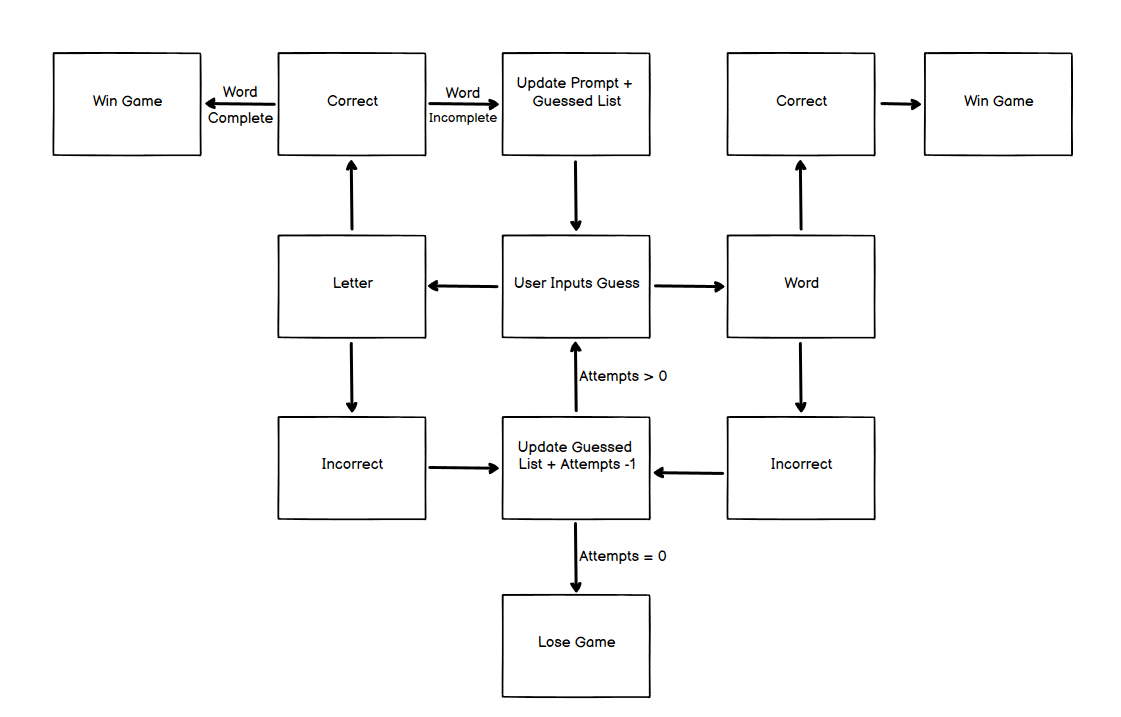 Win Game
Word
Complete
Correct
Word
Incomplete
Update Prompt +
Guessed List
Correct
Win Game
Letter
User Inputs Guess
Word
Attempts > 0
Incorrect
Update Guessed
List + Attempts -1
Incorrect
Attempts = 0
Lose Game